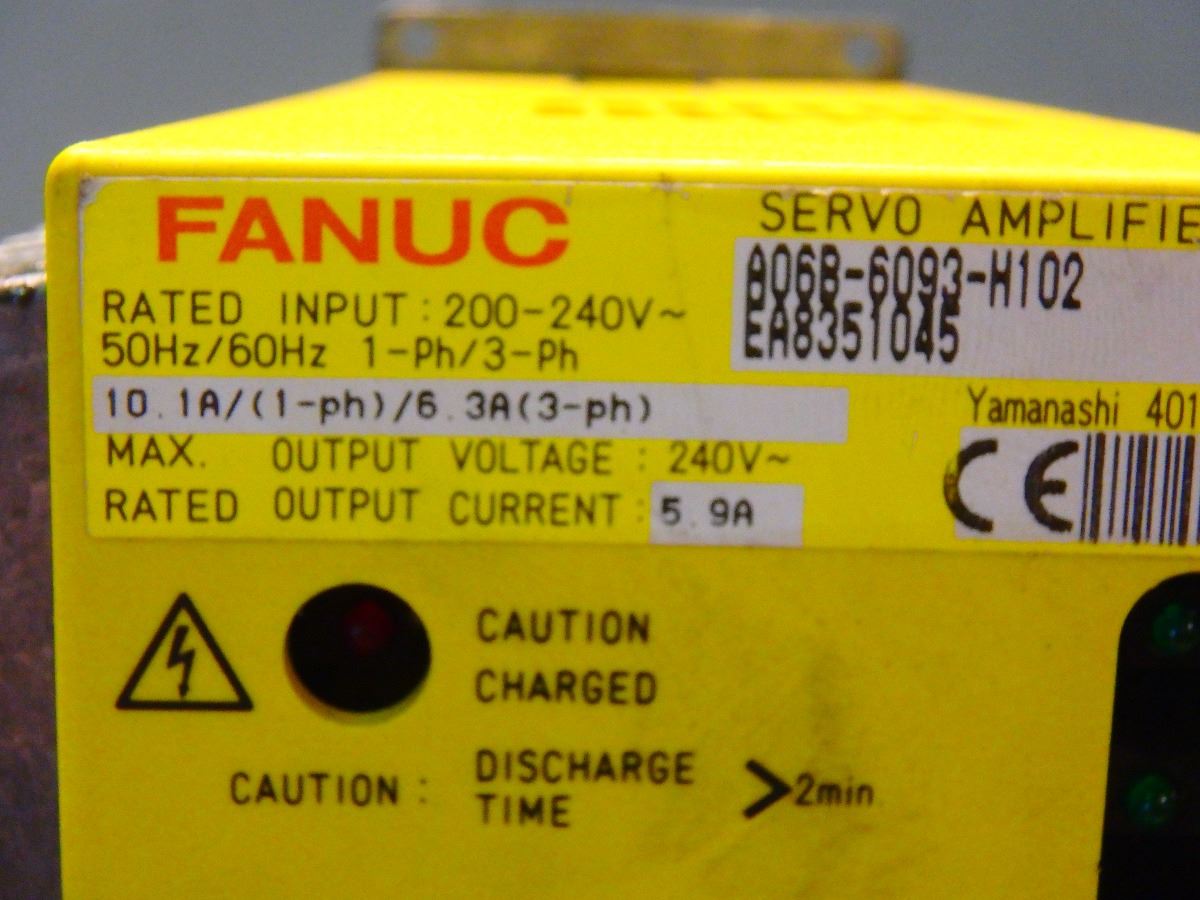 FANUC
SERVO AMPLIFIE
A06B-6093-H102
EA8351045
RATED INPUT : 200-240V~
50Hz/60Hz 1-Ph/3-Ph
10.1A/(1-ph)/6.3A(3-ph)
Yamanashi 401
MAX. OUTPUT VOLTAGE : 240V~
CE
RATED OUTPUT CURRENT : 5.9A
CAUTION
CHARGED
CAUTION : DISCHARGE
TIME >2min